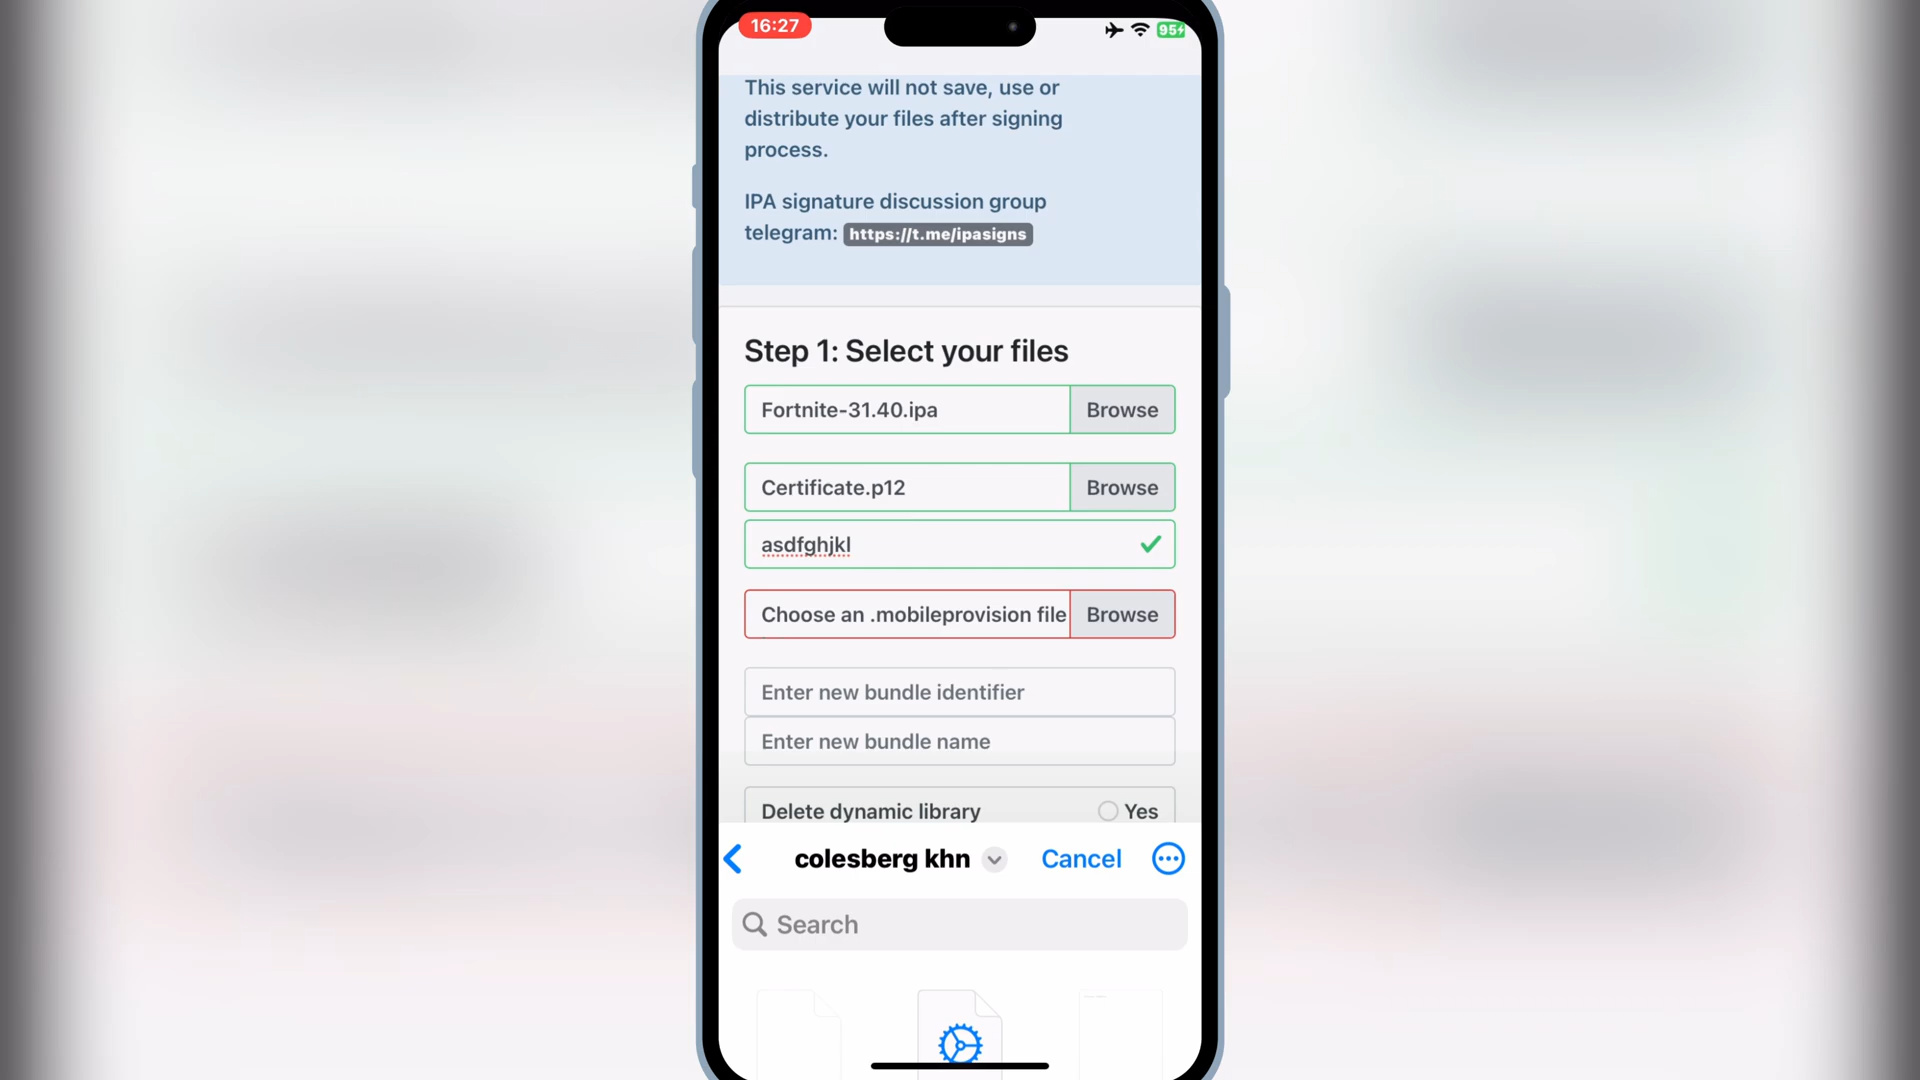 16:27
95
This service will not save, use or
distribute your files after signing
process.
IPA signature discussion group
telegram: https://t.me/ipasigns
Step 1: Select your files
Fortnite-31.40.ipa Browse
Certificate.p12 Browse
asdfghjkl
Choose an .mobileprovision file Browse
Enter new bundle identifier
Enter new bundle name
Delete dynamic library Yes
colesberg khn Cancel
Search